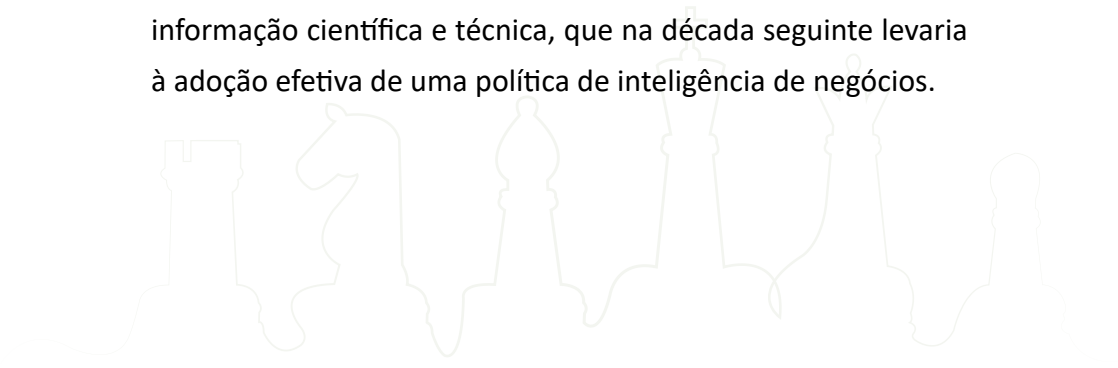 informação científica e técnica, que na década seguinte levaria
à adoção efetiva de uma política de inteligência de negócios.